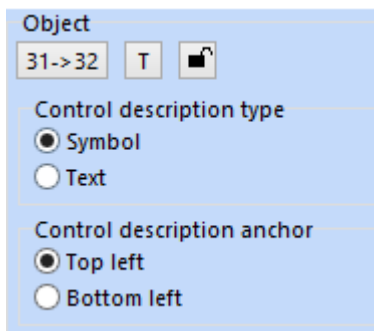 Object
31->32 T
Control description type
Symbol
Text
Control description anchor
Top left
Bottom left